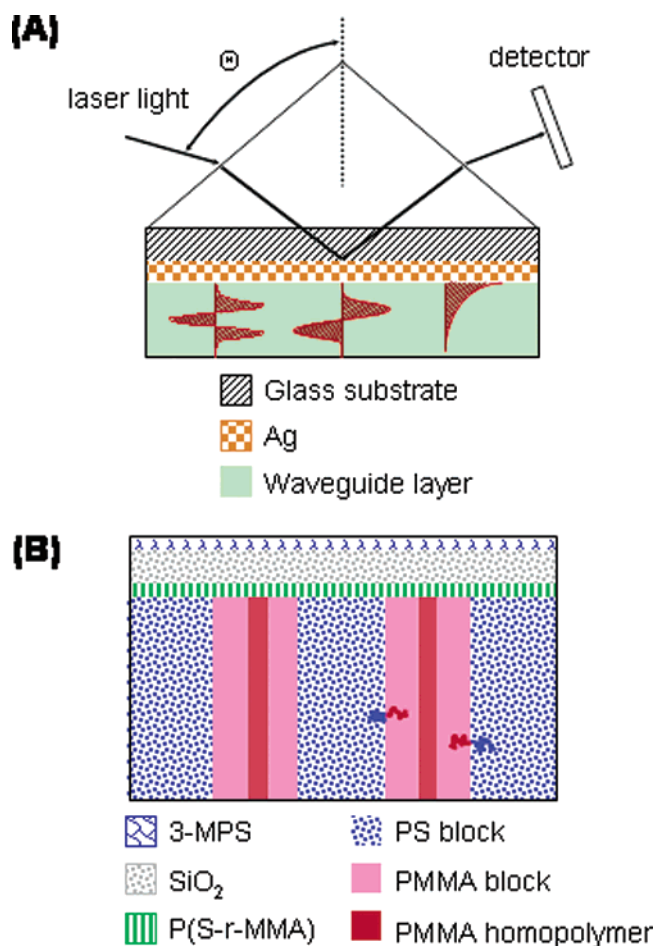 (A)
Θ
laser light
detector
Glass substrate
Ag
Waveguide layer
(B)
3-MPS
PS block
SiO₂
PMMA block
P(S-r-MMA)
PMMA homopolymer